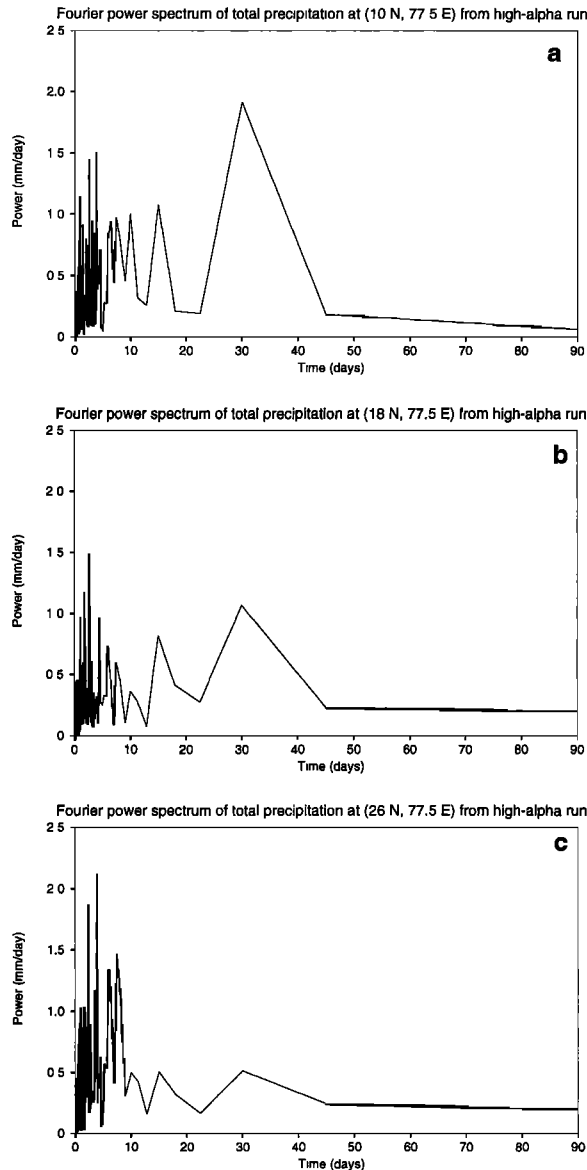 Fourier power spectrum of total precipitation at (10 N, 77 5 E) from high-alpha run
a
2 5
2 0
1.5
1 0
0 5
0
Power (mm/day)
0 10 20 30 40 50 60 70 80 90
Time (days)
Fourier power spectrum of total precipitation at (18 N, 77.5 E) from high-alpha run
b
2 5
2 0
1 5
1 0
0 5
0
Power (mm/day)
0 10 20 30 40 50 60 70 80 90
Time (days)
Fourier power spectrum of total precipitation at (26 N, 77.5 E) from high-alpha run
c
2 5
2 0
1.5
1.0
0 5
0
Power (mm/day)
0 10 20 30 40 50 60 70 80 90
Time (days)